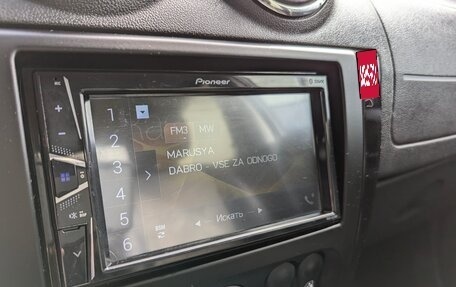 Pioneer
1
2
3
4
5
6
FM3 MW
MARUSYA
DABRO - VSE ZA ODNOGO
Искать